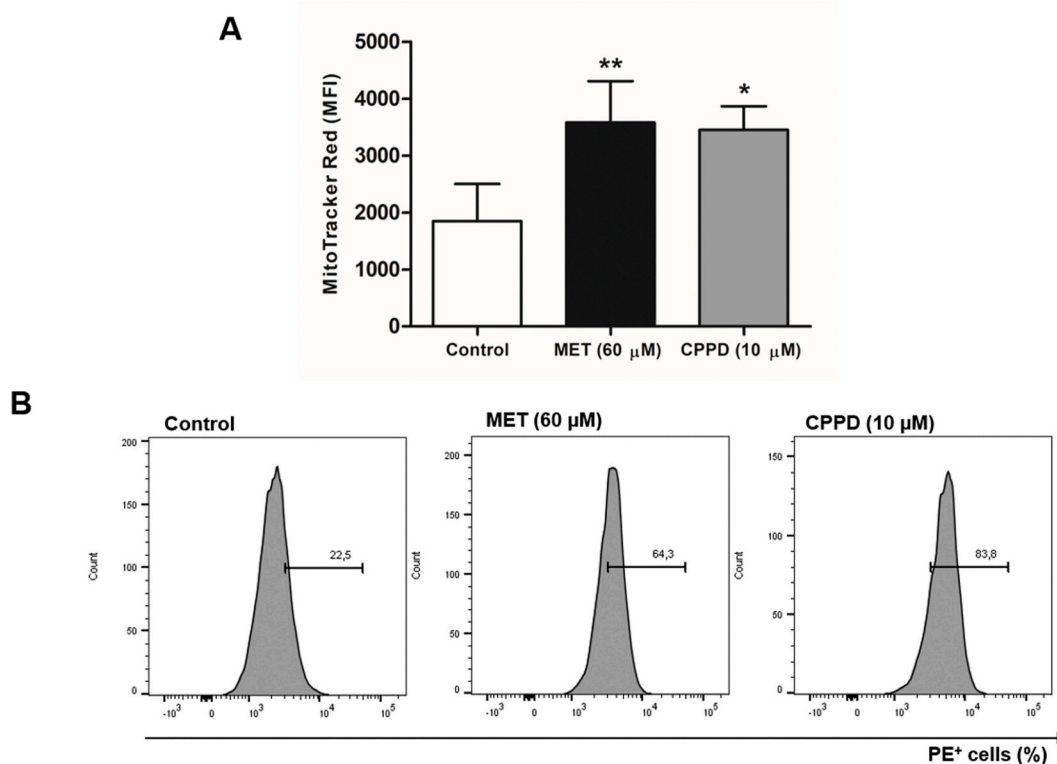 A
MitoTracker Red (MFI)
5000
4000
3000
2000
1000
0
**
*
Control
MET (60 μM)
CPPD (10 μM)
B
Control
Count
200
150
100
50
0
22,5
-10³ 0 10³ 10⁴ 10⁵
MET (60 µM)
Count
200
150
100
50
0
64,3
-10³ 0 10³ 10⁴ 10⁵
CPPD (10 µM)
Count
150
100
50
0
83,8
-10³ 0 10³ 10⁴ 10⁵
PE⁺ cells (%)